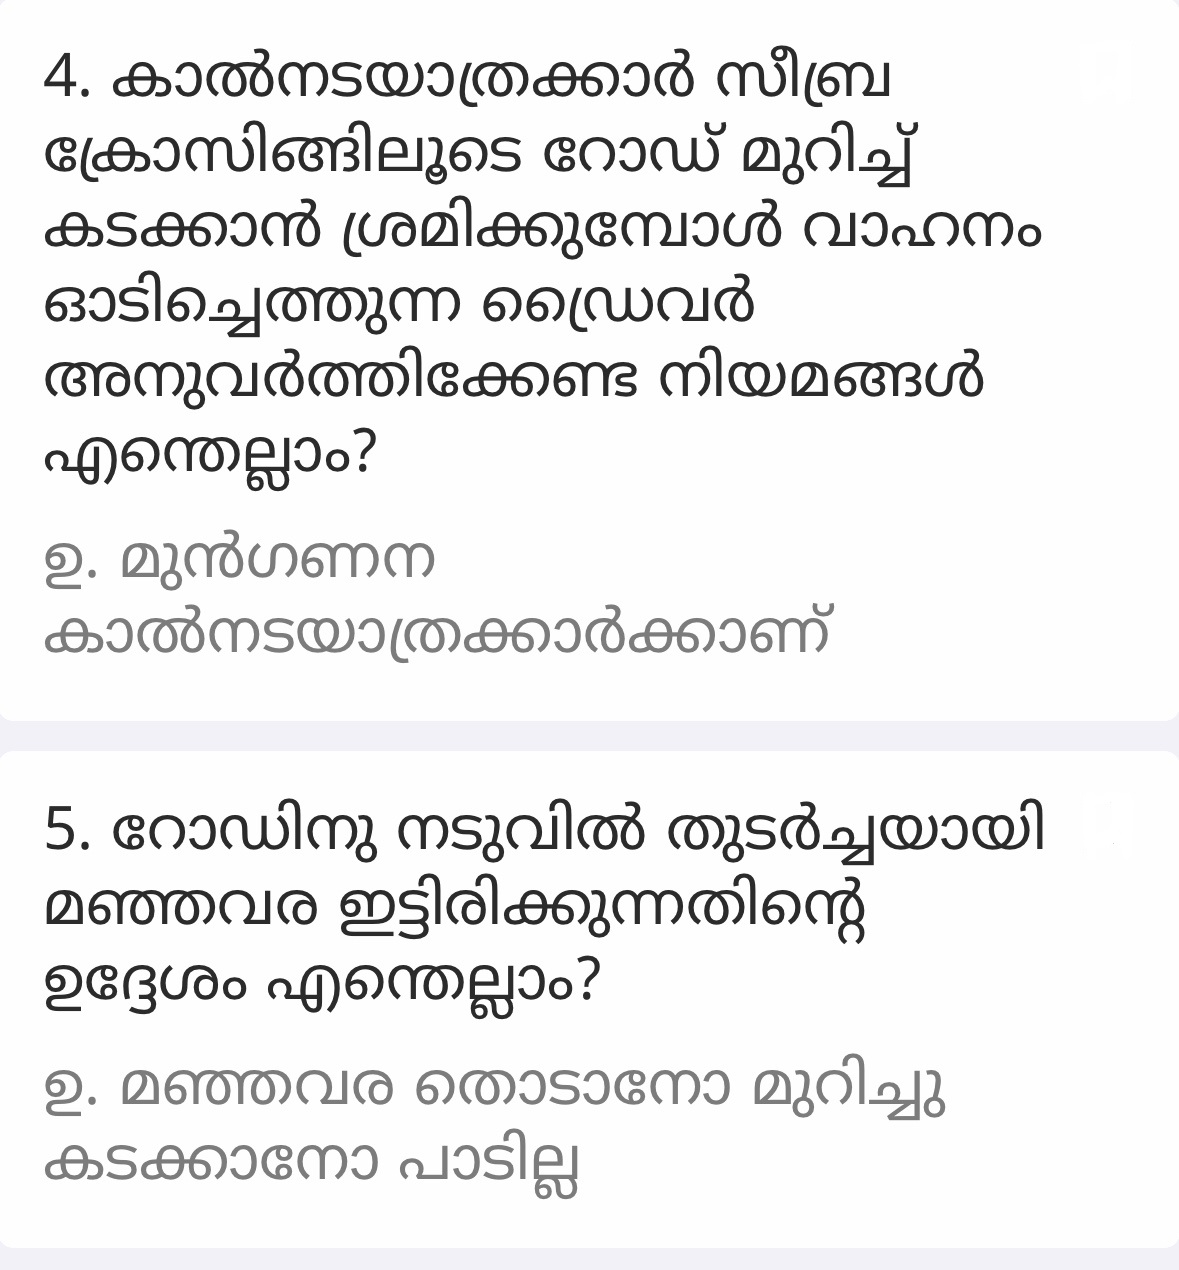 4. കാൽനടയാത്രക്കാർ സീബ്ര
ക്രോസിങ്ങിലൂടെ റോഡ് മുറിച്ച്
കടക്കാൻ ശ്രമിക്കുമ്പോൾ വാഹനം
ഓടിച്ചെത്തുന്ന ഡ്രൈവർ
അനുവർത്തിക്കേണ്ട നിയമങ്ങൾ
എന്തെല്ലാം?
ഉ. മുൻഗണന
കാൽനടയാത്രക്കാർക്കാണ്
5. റോഡിനു നടുവിൽ തുടർച്ചയായി
മഞ്ഞവര ഇട്ടിരിക്കുന്നതിന്റെ
ഉദ്ദേശം എന്തെല്ലാം?
ഉ. മഞ്ഞവര തൊടാനോ മുറിച്ചു
കടക്കാനോ പാടില്ല